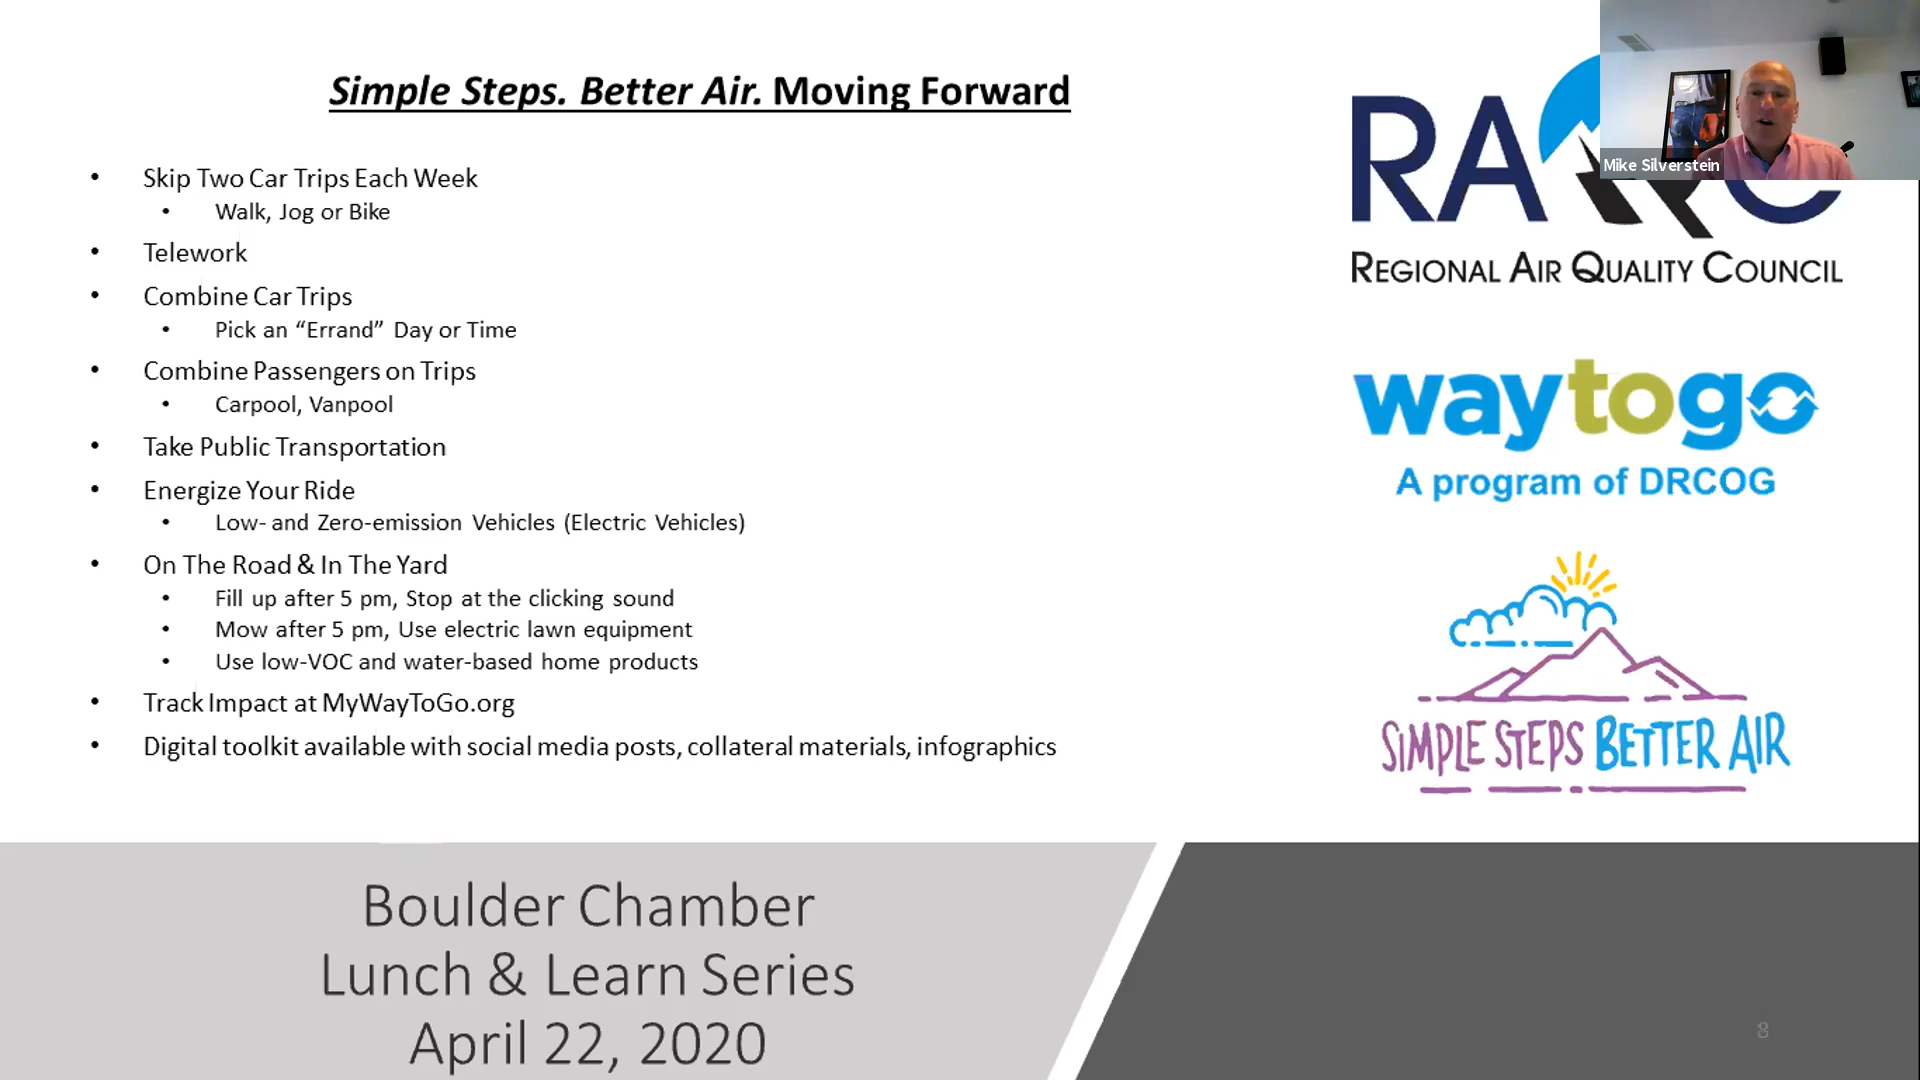 Simple Steps. Better Air. Moving Forward
• Skip Two Car Trips Each Week
• Walk, Jog or Bike
• Telework
• Combine Car Trips
• Pick an “Errand” Day or Time
• Combine Passengers on Trips
• Carpool, Vanpool
• Take Public Transportation
• Energize Your Ride
• Low- and Zero-emission Vehicles (Electric Vehicles)
• On The Road & In The Yard
• Fill up after 5 pm, Stop at the clicking sound
• Mow after 5 pm, Use electric lawn equipment
• Use low-VOC and water-based home products
• Track Impact at MyWayToGo.org
• Digital toolkit available with social media posts, collateral materials, infographics
Mike Silverstein
RAQC
REGIONAL AIR QUALITY COUNCIL
waytogo
A program of DRCOG
SIMPLE STEPS BETTER AIR
Boulder Chamber
Lunch & Learn Series
April 22, 2020
8